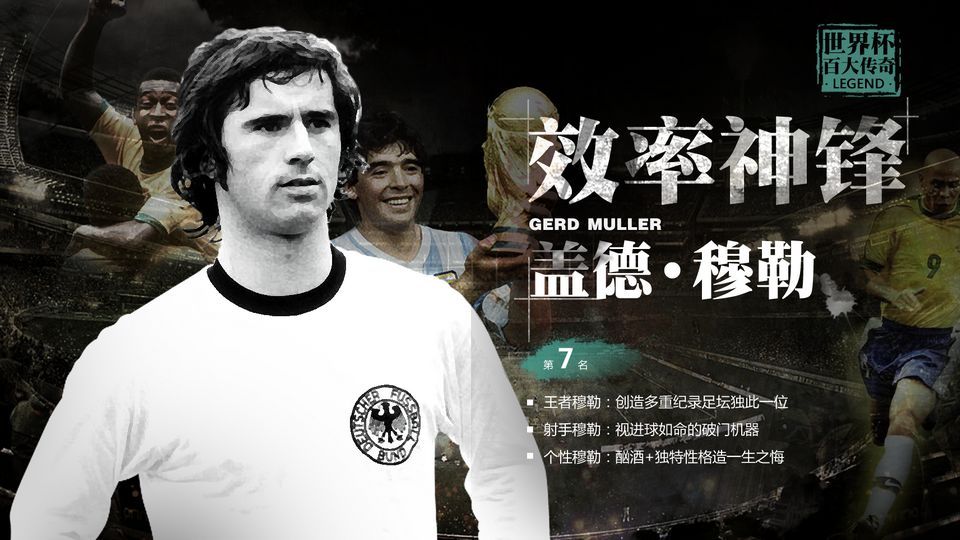 世界杯
百大传奇
·LEGEND·
效率神锋
GERD MULLER
盖德·穆勒
第7名
王者穆勒：创造多重纪录足坛独此一位
射手穆勒：视进球如命的破门机器
个性穆勒：酗酒+独特性格造一生之悔
DEUTSCHER FUSSBALL BUND
9